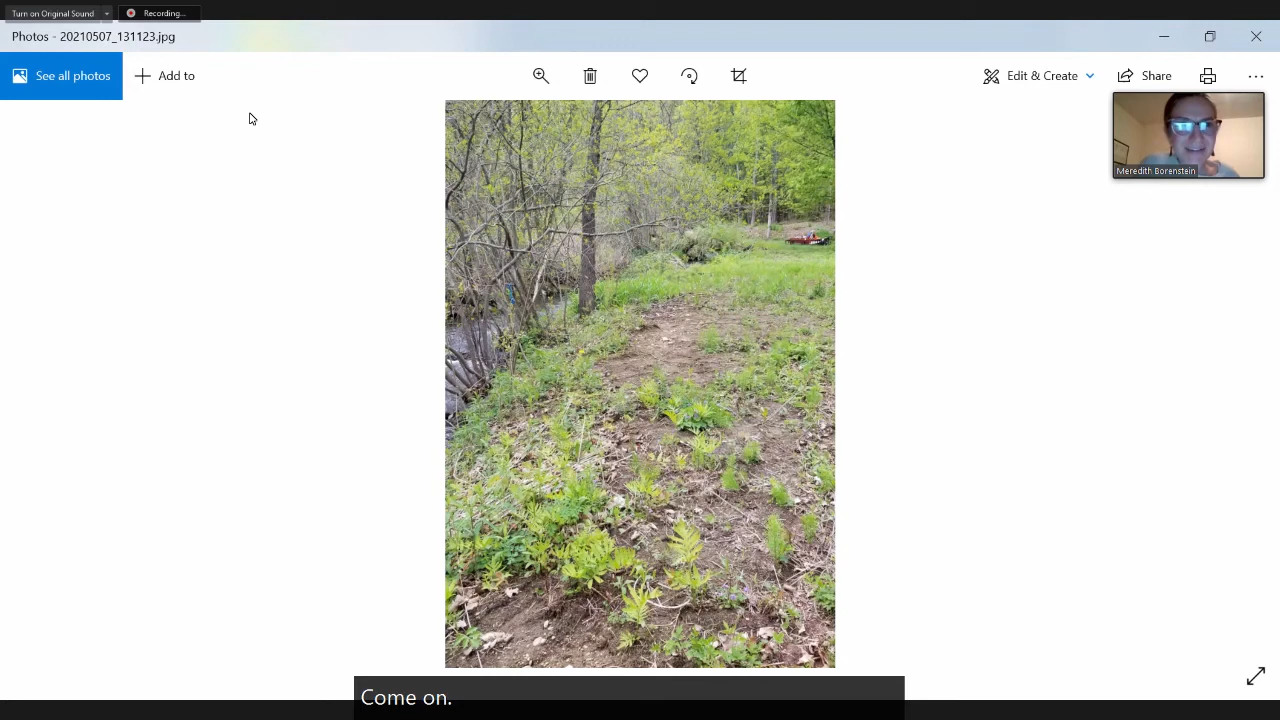 Turn on Original Sound
Recording...
Photos - 20210507_131123.jpg
See all photos
Add to
Edit & Create
Share
Meredith Borenstein
Come on.